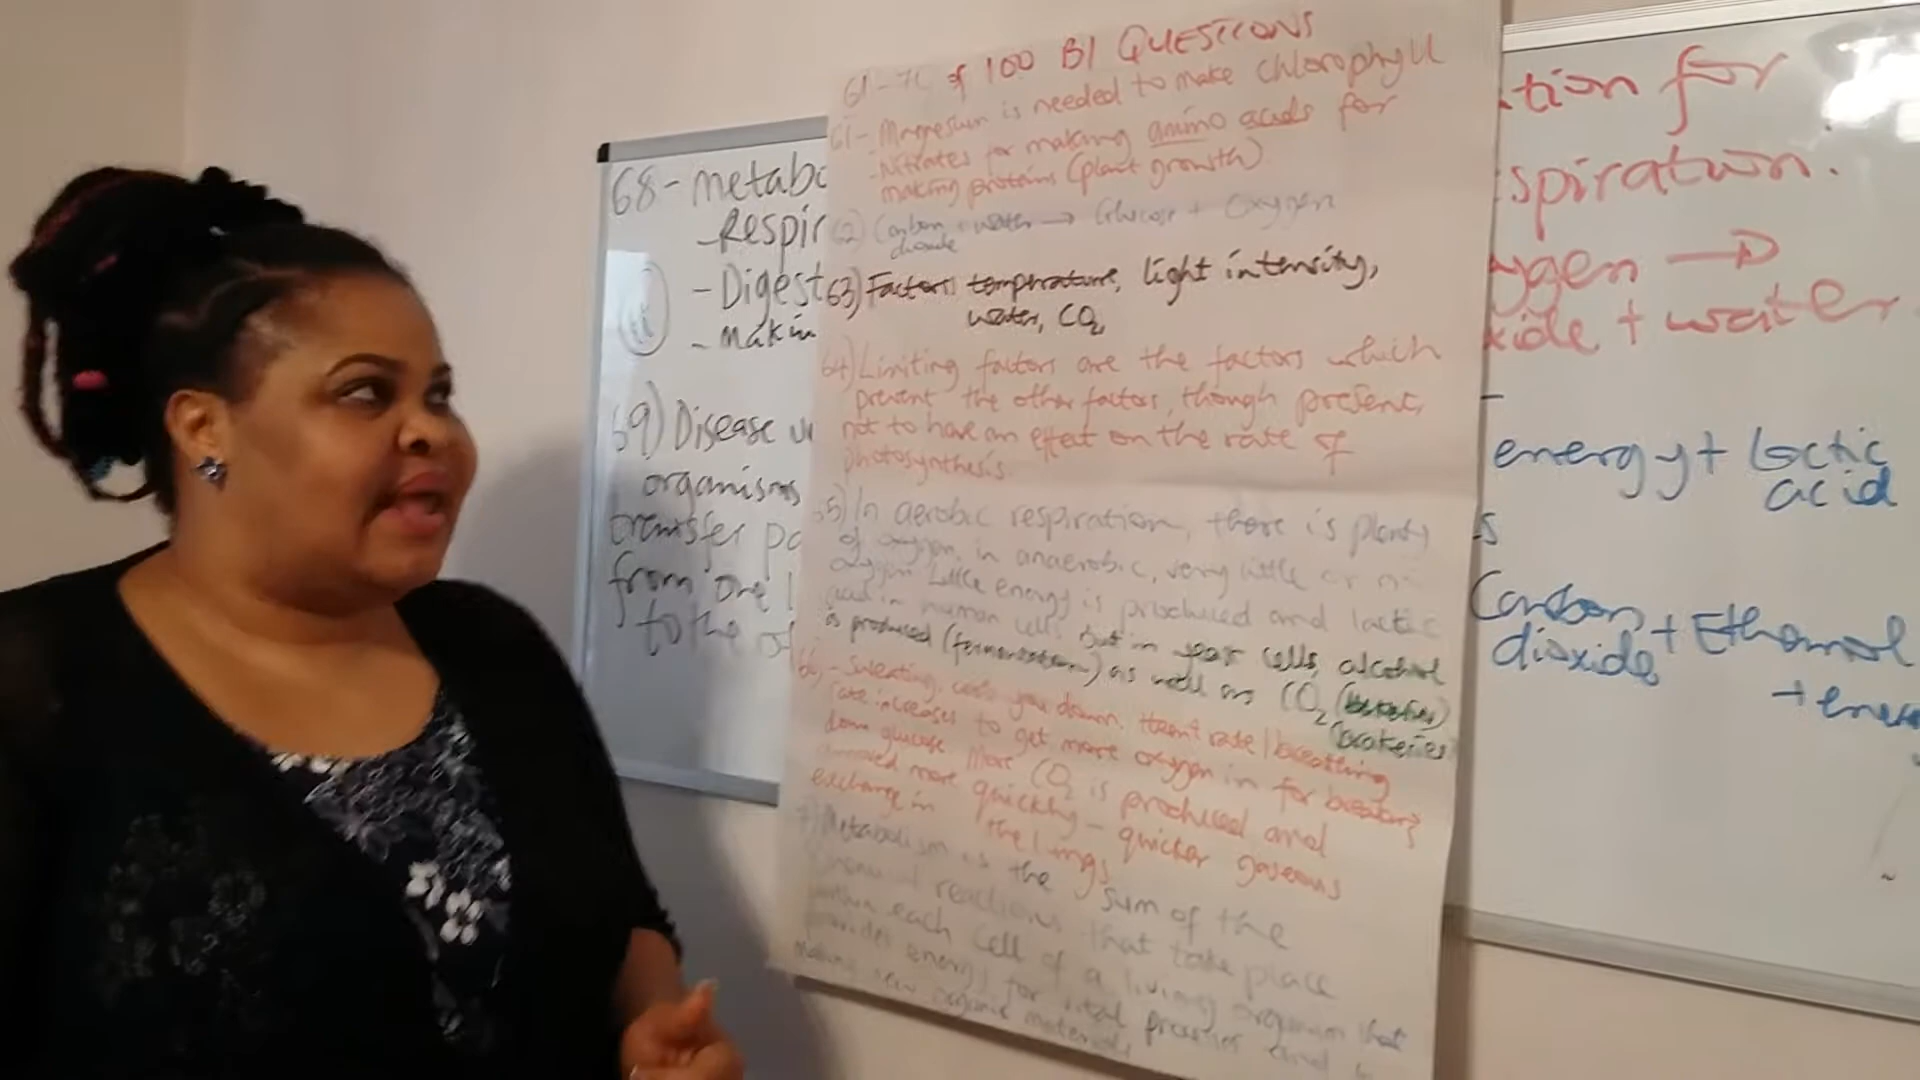 61-70 of 100 B1 QUESTIONS
61- Magnesium is needed to make chlorophyll
- Nitrates for making amino acids for
making proteins (plant growth)
62) Carbon dioxide + water → Glucose + Oxygen
63) Factors temperature, light intensity,
water, CO2
64) Limiting factors are the factors which
prevent the other factors, though present,
not to have an effect on the rate of
photosynthesis
65) In aerobic respiration, there is plenty
of oxygen, in anaerobic, very little or
oxygen. Little energy is produced and lactic
acid in human cells but in yeast cells, alcohol
is produced (fermentation) as well as CO2 (breweries)
(bakeries
66) - Sweating, cools you down. Heart rate / breathing
rate increases to get more oxygen in for breaking
down glucose. More CO2 is produced and
removed more quickly - quicker gaseous
exchange in the lungs
7) Metabolism is the sum of the
chemical reactions that take place
within each cell of a living organism that
provides energy for vital processes and
making new organic materials
68 - metabo
- Respir
- Digest
- makin
69) Disease v
organisms
transfer pa
from one
to the o
tion for
spiration.
ygen →
xide + water
energy + Lactic
acid
s
Carbon
dioxide + Ethanol
+ ener